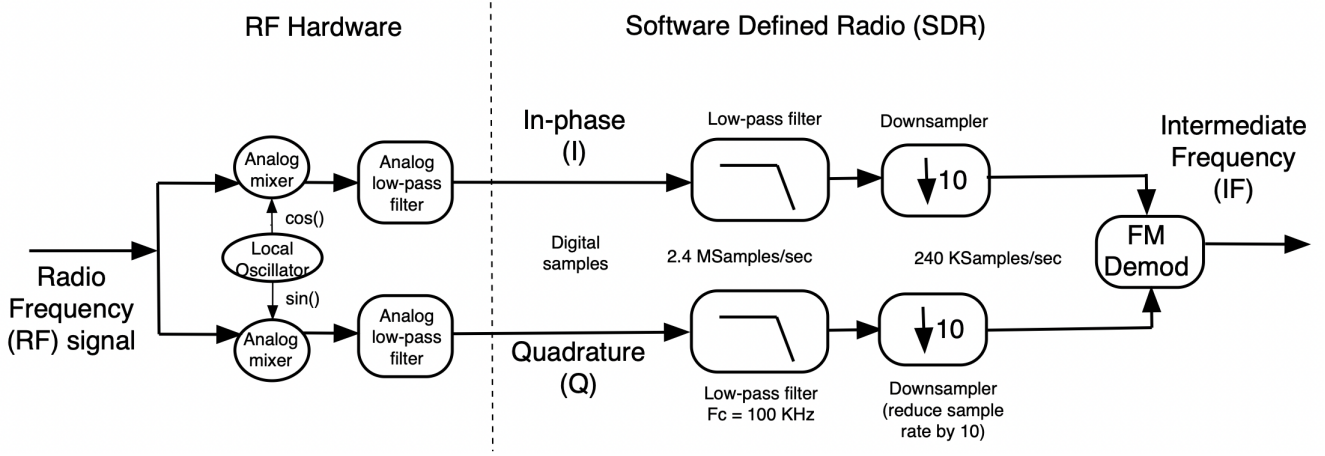 RF Hardware
Software Defined Radio (SDR)
In-phase
(I)
Low-pass filter
Downsampler
Intermediate
Frequency
(IF)
Analog
mixer
Analog
low-pass
filter
10
cos()
Local
Oscillator
sin()
Radio
Frequency
(RF) signal
Digital
samples
2.4 MSamples/sec
240 KSamples/sec
FM
Demod
Analog
mixer
Analog
low-pass
filter
10
Quadrature
(Q)
Low-pass filter
Fc = 100 KHz
Downsampler
(reduce sample
rate by 10)